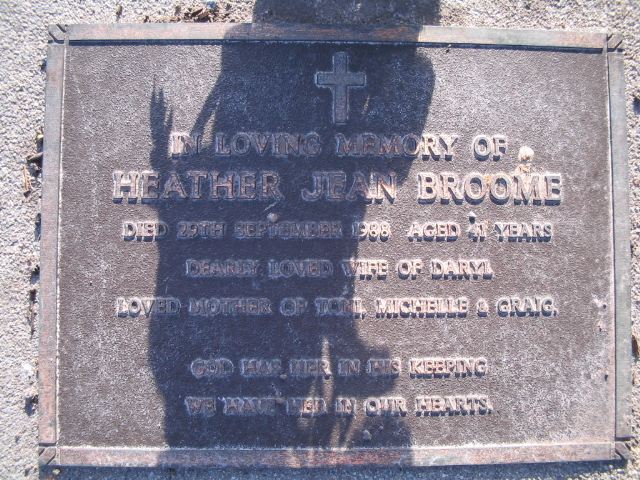 IN LOVING MEMORY OF
HEATHER JEAN BROOME
DIED 29TH SEPTEMBER 1988 AGED 41 YEARS
DEARLY LOVED WIFE OF DARYL
LOVED MOTHER OF TONI, MICHELLE & CRAIG.
GOD HAS HER IN HIS KEEPING
WE HAVE HER IN OUR HEARTS.